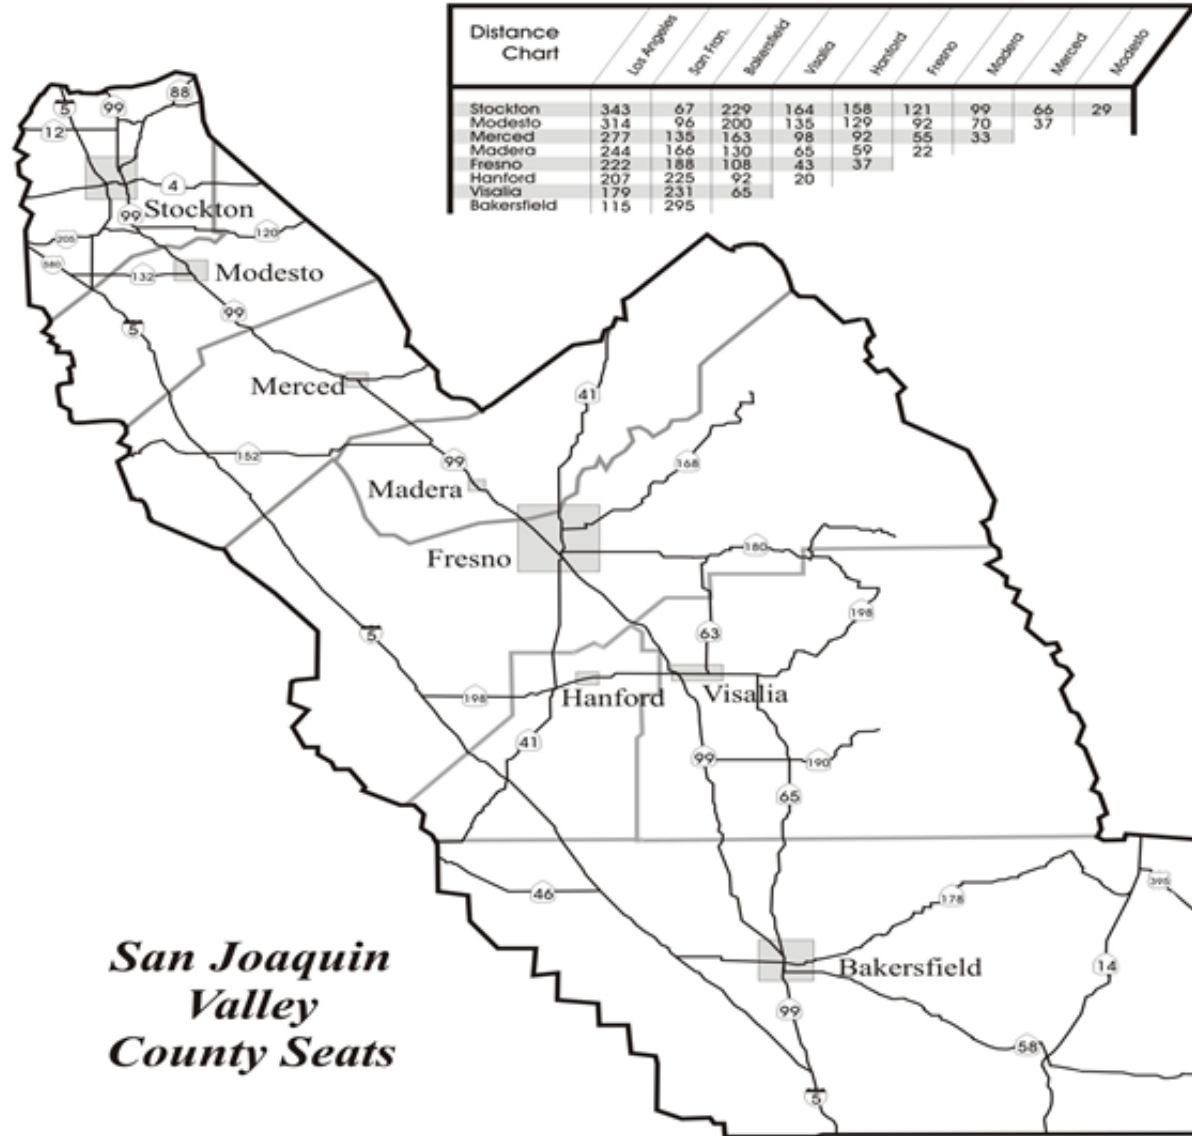 Distance
Chart
Los Angeles
San Fran.
Bakersfield
Visalia
Hanford
Fresno
Madera
Merced
Modesto
Stockton 343 67 229 164 158 121 99 66 29
Modesto 314 96 200 135 129 92 70 37
Merced 277 135 163 98 92 55 33
Madera 244 166 130 65 59 22
Fresno 222 188 108 43 37
Hanford 207 225 92 20
Visalia 179 231 65
Bakersfield 115 295
5
99
88
12
4
Stockton
99
205
120
580
132
Modesto
99
5
Merced
41
152
99
168
Madera
Fresno
180
198
5
63
198
Hanford
Visalia
41
99
190
65
46
178
395
San Joaquin
Valley
County Seats
Bakersfield
14
99
58
5